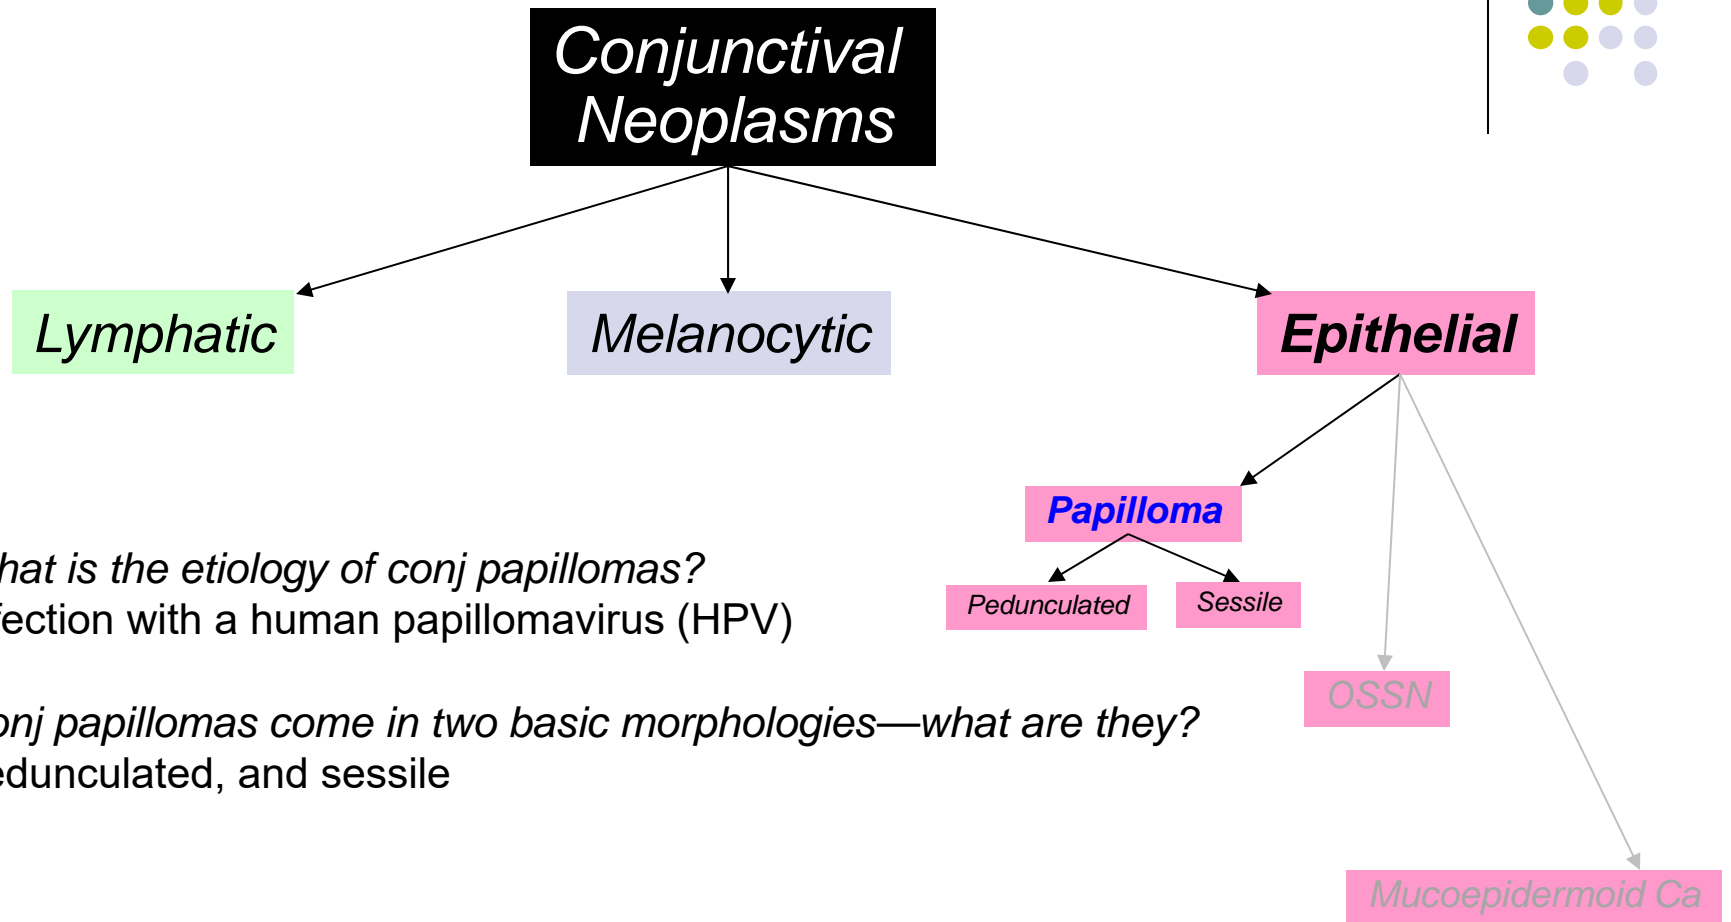 Conjunctival
Neoplasms
Lymphatic
Melanocytic
Epithelial
Papilloma
Pedunculated
Sessile
hat is the etiology of conj papillomas?
fection with a human papillomavirus (HPV)
OSSN
onj papillomas come in two basic morphologies—what are they?
edunculated, and sessile
Mucoepidermoid Ca